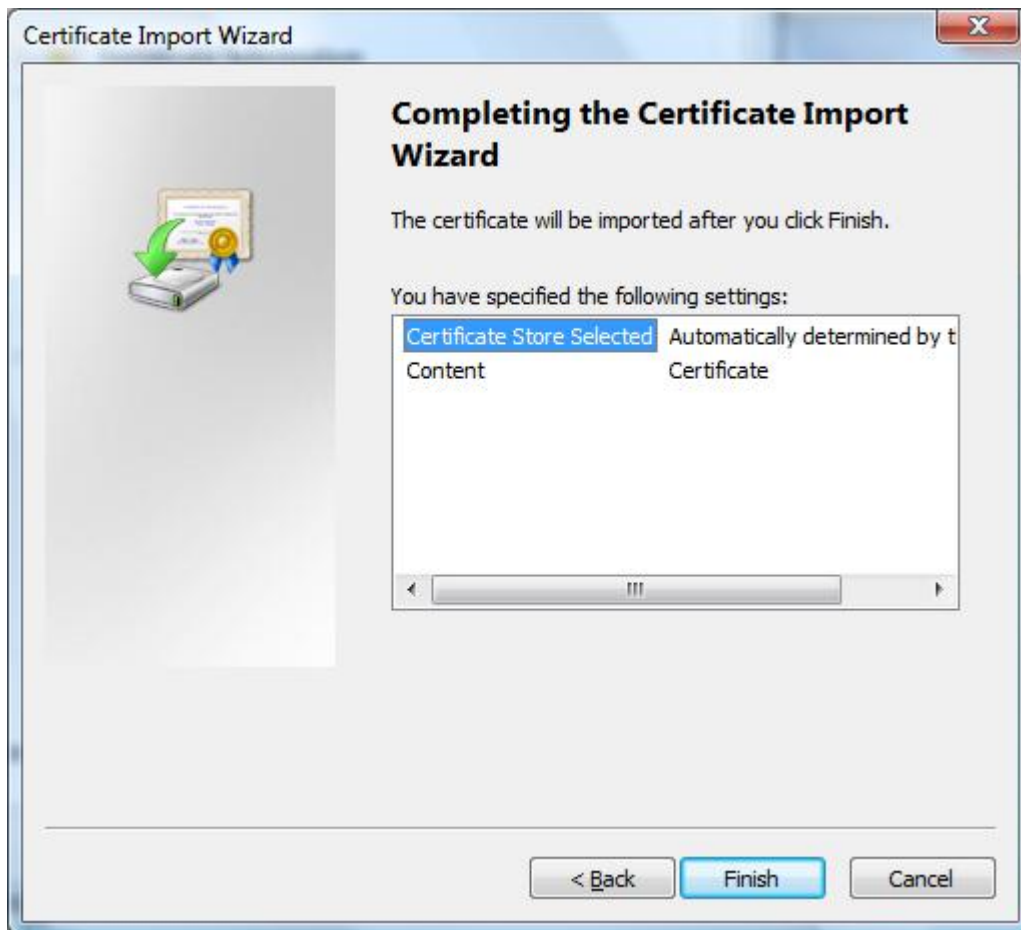 Certificate Import Wizard
Completing the Certificate Import
Wizard
The certificate will be imported after you click Finish.
You have specified the following settings:
Certificate Store Selected Automatically determined by t
Content Certificate
< Back Finish Cancel